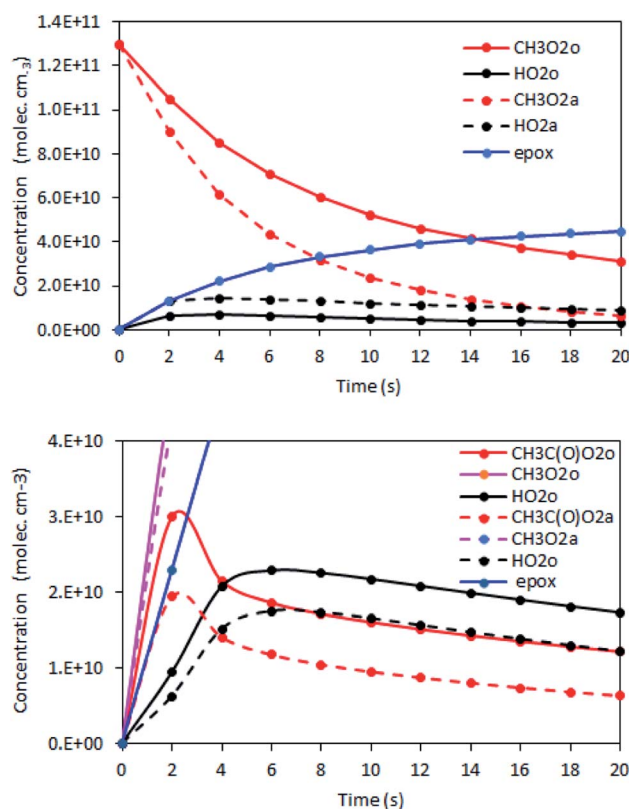 1.4E+11
1.2E+11
1.0E+11
8.0E+10
6.0E+10
4.0E+10
2.0E+10
0.0E+00
Concentration (molec. cm-3)
CH3O2o
HO2o
CH3O2a
HO2a
epox
0 2 4 6 8 10 12 14 16 18 20
Time (s)
4.E+10
3.E+10
2.E+10
1.E+10
0.E+00
Concentration (molec. cm-3)
CH3C(O)O2o
CH3O2o
HO2o
CH3C(O)O2a
CH3O2a
HO2o
epox
0 2 4 6 8 10 12 14 16 18 20
Time (s)